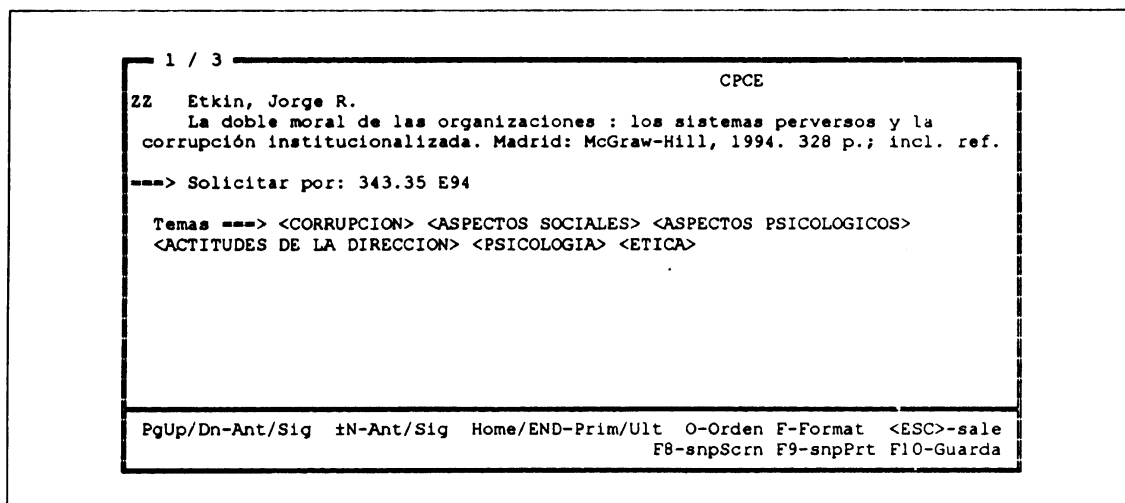 1 / 3
CPCE
ZZ Etkin, Jorge R.
La doble moral de las organizaciones : los sistemas perversos y la
corrupción institucionalizada. Madrid: McGraw-Hill, 1994. 328 p.; incl. ref.
===> Solicitar por: 343.35 E94
Temas ===> <CORRUPCION> <ASPECTOS SOCIALES> <ASPECTOS PSICOLOGICOS>
<ACTITUDES DE LA DIRECCION> <PSICOLOGIA> <ETICA>
PgUp/Dn-Ant/Sig ±N-Ant/Sig Home/END-Prim/Ult O-Orden F-Format <ESC>-sale
F8-snpScrn F9-snpPrt F10-Guarda